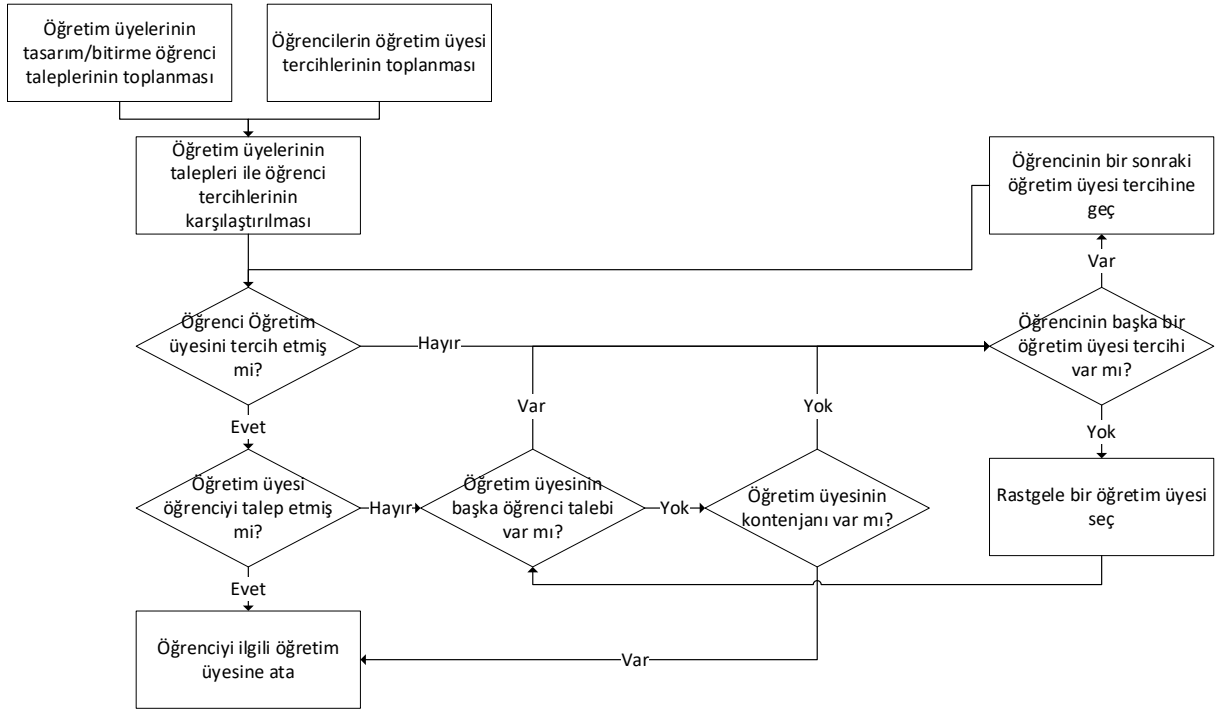 Öğretim üyelerinin
tasarım/bitirme öğrenci
taleplerinin toplanması
Öğrencilerin öğretim üyesi
tercihlerinin toplanması
Öğretim üyelerinin
talepleri ile öğrenci
tercihlerinin
karşılaştırılması
Öğrencinin bir sonraki
öğretim üyesi tercihine
geç
Var
Öğrenci Öğretim
üyesini tercih etmiş
mi?
Hayır
Öğrencinin başka bir
öğretim üyesi tercihi
var mı?
Evet
Var
Yok
Yok
Öğretim üyesi
öğrenciyi talep etmiş
mi?
Hayır
Öğretim üyesinin
başka öğrenci talebi
var mı?
Yok
Öğretim üyesinin
kontenjanı var mı?
Rastgele bir öğretim üyesi
seç
Evet
Öğrenciyi ilgili öğretim
üyesine ata
Var